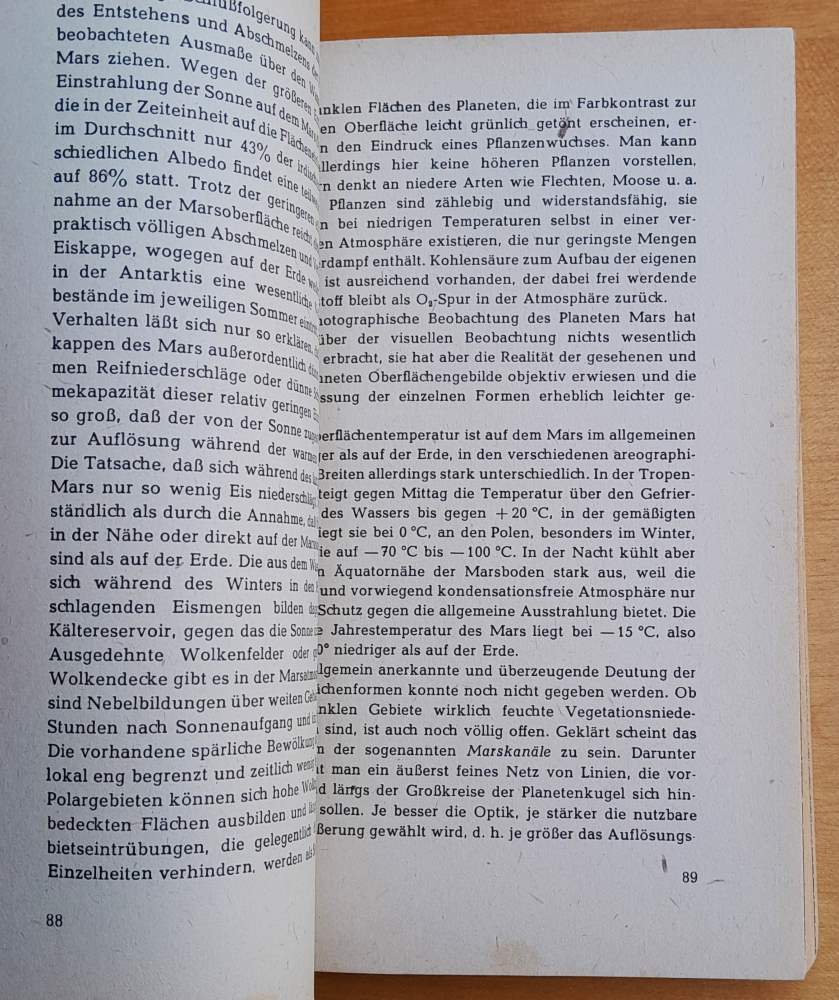 des Entstehens und Abschmelzens
beobachteten Ausmaße über den
Mars ziehen. Wegen der größeren
Einstrahlung der Sonne auf dem Mars
die in der Zeiteinheit auf die
im Durchschnitt nur 43% der
schiedlichen Albedo findet eine
auf 86% statt. Trotz der geringeren
nahme an der Marsoberfläche reicht
praktisch völligen Abschmelzen und
Eiskappe, wogegen auf der Erde
in der Antarktis eine wesentliche
bestände im jeweiligen Sommer
Verhalten läßt sich nur so erklären,
kappen des Mars außerordentlich
men Reifniederschläge oder dünne
mekapazität dieser relativ geringen
so groß, daß der von der Sonne
zur Auflösung während der
Die Tatsache, daß sich während des
Mars nur so wenig Eis
ständlich als durch die Annahme,
in der Nähe oder direkt auf der
sind als auf der Erde. Die aus dem
sich während des Winters in den
schlagenden Eismengen bilden
Kältereservoir, gegen das die Sonne
Ausgedehnte Wolkenfelder oder
Wolkendecke gibt es in der
sind Nebelbildungen über weiten
Stunden nach Sonnenaufgang und
Die vorhandene spärliche Bewölkung
lokal eng begrenzt und zeitlich
Polargebieten können sich hohe
bedeckten Flächen ausbilden und
bietseintrübungen, die gelegentlich
Einzelheiten verhindern, werden als
88
nklen Flächen des Planeten, die im Farbkontrast zur
en Oberfläche leicht grünlich getönt erscheinen, er-
n den Eindruck eines Pflanzenwuchses. Man kann
llerdings hier keine höheren Pflanzen vorstellen,
n denkt an niedere Arten wie Flechten, Moose u. a.
Pflanzen sind zählebig und widerstandsfähig, sie
n bei niedrigen Temperaturen selbst in einer ver-
en Atmosphäre existieren, die nur geringste Mengen
rdampf enthält. Kohlensäure zum Aufbau der eigenen
ist ausreichend vorhanden, der dabei frei werdende
toff bleibt als O₂-Spur in der Atmosphäre zurück.
hotographische Beobachtung des Planeten Mars hat
über der visuellen Beobachtung nichts wesentlich
erbracht, sie hat aber die Realität der gesehenen und
hneten Oberflächengebilde objektiv erwiesen und die
ssung der einzelnen Formen erheblich leichter ge-
erflächentemperatur ist auf dem Mars im allgemeinen
er als auf der Erde, in den verschiedenen areographi-
Breiten allerdings stark unterschiedlich. In der Tropen-
teigt gegen Mittag die Temperatur über den Gefrier-
des Wassers bis gegen +20 °C, in der gemäßigten
iegt sie bei 0 °C, an den Polen, besonders im Winter,
ie auf —70 °C bis —100 °C. In der Nacht kühlt aber
n Äquatornähe der Marsboden stark aus, weil die
und vorwiegend kondensationsfreie Atmosphäre nur
Schutz gegen die allgemeine Ausstrahlung bietet. Die
e Jahrestemperatur des Mars liegt bei —15 °C, also
0° niedriger als auf der Erde.
llgemein anerkannte und überzeugende Deutung der
ichenformen konnte noch nicht gegeben werden. Ob
nklen Gebiete wirklich feuchte Vegetationsniede-
sind, ist auch noch völlig offen. Geklärt scheint das
n der sogenannten Marskanäle zu sein. Darunter
t man ein äußerst feines Netz von Linien, die vor-
d längs der Großkreise der Planetenkugel sich hin-
sollen. Je besser die Optik, je stärker die nutzbare
ßerung gewählt wird, d. h. je größer das Auflösungs-
89